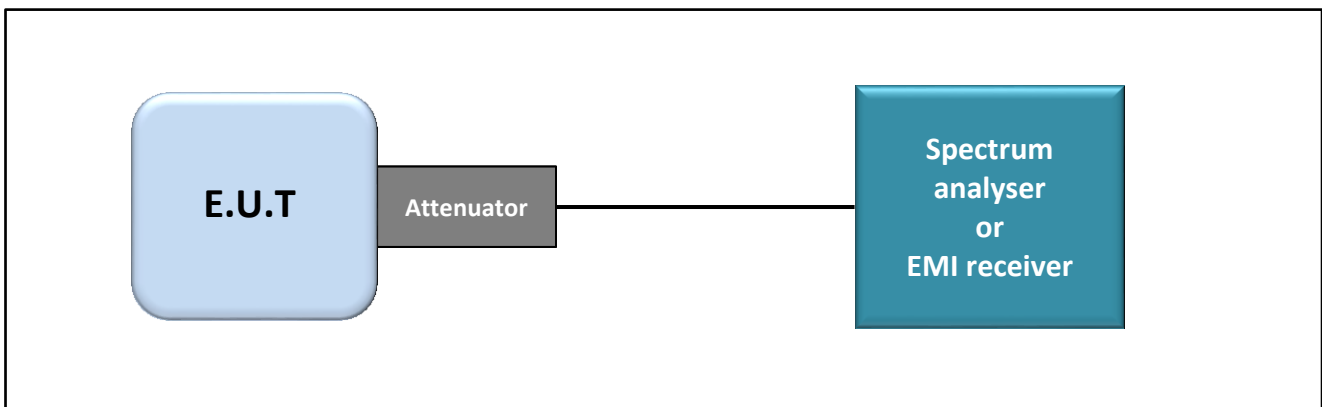 E.U.T
Attenuator
Spectrum
analyser
or
EMI receiver